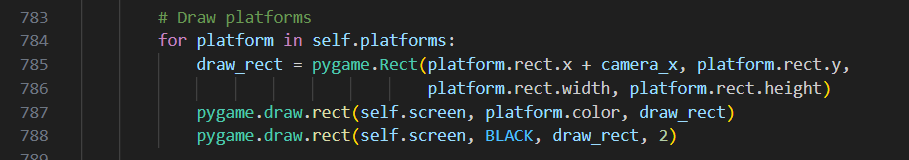 783 # Draw platforms
784 for platform in self.platforms:
785 draw_rect = pygame.Rect(platform.rect.x + camera_x, platform.rect.y,
786 platform.rect.width, platform.rect.height)
787 pygame.draw.rect(self.screen, platform.color, draw_rect)
788 pygame.draw.rect(self.screen, BLACK, draw_rect, 2)
789